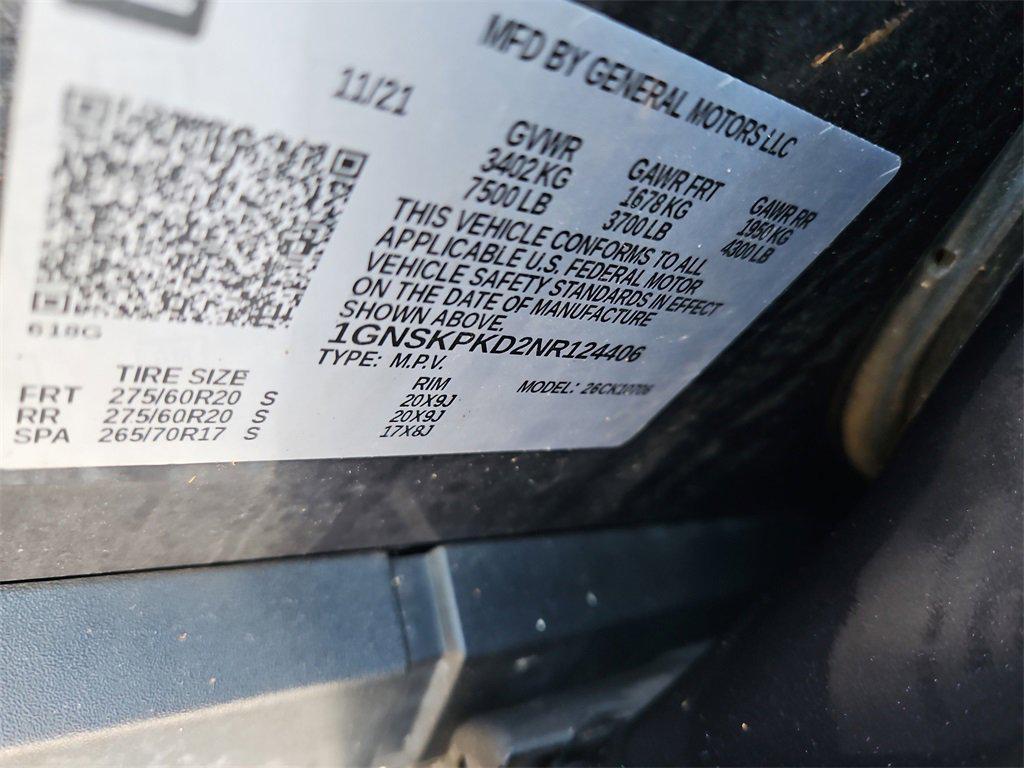 MFD BY GENERAL MOTORS LLC
11/21
GVWR GAWR FRT GAWR RR
3402 KG 1678 KG 1950 KG
7500 LB 3700 LB 4300 LB
THIS VEHICLE CONFORMS TO ALL
APPLICABLE U.S. FEDERAL MOTOR
VEHICLE SAFETY STANDARDS IN EFFECT
ON THE DATE OF MANUFACTURE
SHOWN ABOVE.
618G
1GNSKPKD2NR124406
TYPE: M.P.V.
MODEL: 26CK10706
TIRE SIZE RIM
FRT 275/60R20 S 20X9J
RR 275/60R20 S 20X9J
SPA 265/70R17 S 17X8J